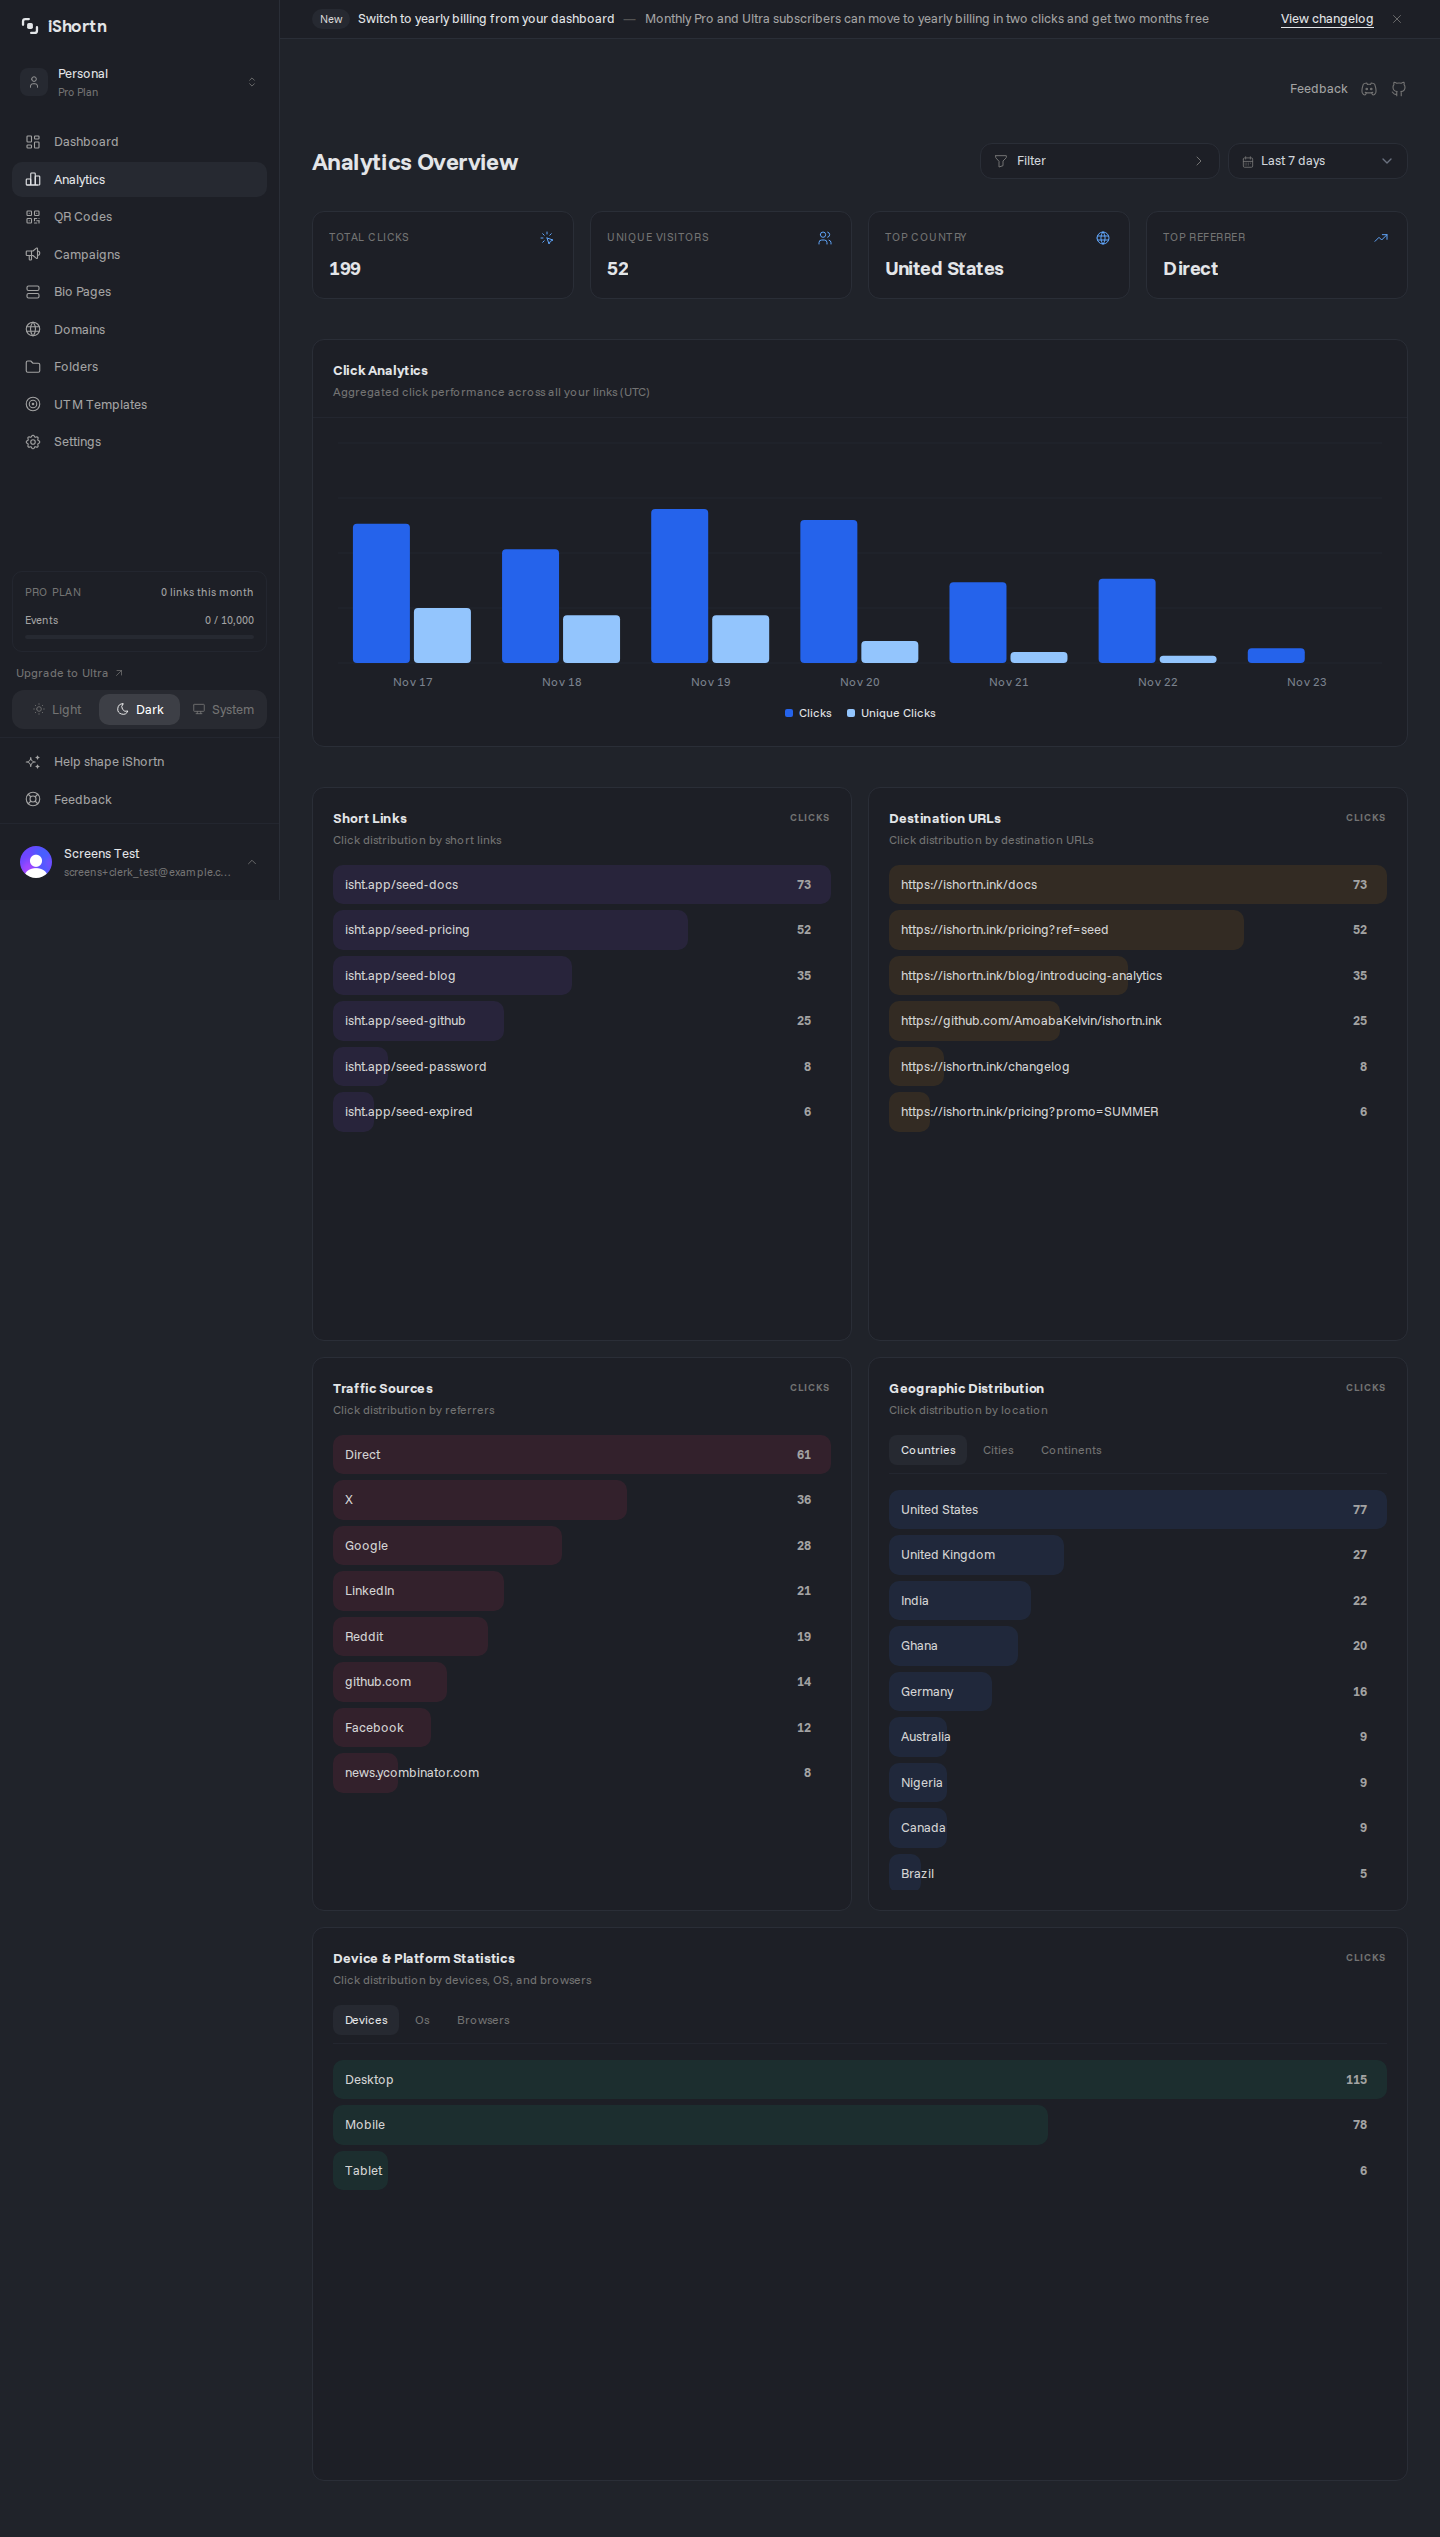 iShortn
New Switch to yearly billing from your dashboard — Monthly Pro and Ultra subscribers can move to yearly billing in two clicks and get two months free View changelog
Personal
Pro Plan
Dashboard
Analytics
QR Codes
Campaigns
Bio Pages
Domains
Folders
UTM Templates
Settings
PRO PLAN 0 links this month
Events 0 / 10,000
Upgrade to Ultra
Light Dark System
Help shape iShortn
Feedback
Screens Test
screens+clerk_test@example.c...
Feedback
Analytics Overview
Filter
Last 7 days
TOTAL CLICKS
199
UNIQUE VISITORS
52
TOP COUNTRY
United States
TOP REFERRER
Direct
Click Analytics
Aggregated click performance across all your links (UTC)
Nov 17 Nov 18 Nov 19 Nov 20 Nov 21 Nov 22 Nov 23
Clicks Unique Clicks
Short Links CLICKS
Click distribution by short links
isht.app/seed-docs 73
isht.app/seed-pricing 52
isht.app/seed-blog 35
isht.app/seed-github 25
isht.app/seed-password 8
isht.app/seed-expired 6
Destination URLs CLICKS
Click distribution by destination URLs
https://ishortn.ink/docs 73
https://ishortn.ink/pricing?ref=seed 52
https://ishortn.ink/blog/introducing-analytics 35
https://github.com/AmoabaKelvin/ishortn.ink 25
https://ishortn.ink/changelog 8
https://ishortn.ink/pricing?promo=SUMMER 6
Traffic Sources CLICKS
Click distribution by referrers
Direct 61
X 36
Google 28
LinkedIn 21
Reddit 19
github.com 14
Facebook 12
news.ycombinator.com 8
Geographic Distribution CLICKS
Click distribution by location
Countries Cities Continents
United States 77
United Kingdom 27
India 22
Ghana 20
Germany 16
Australia 9
Nigeria 9
Canada 9
Brazil 5
Device & Platform Statistics CLICKS
Click distribution by devices, OS, and browsers
Devices Os Browsers
Desktop 115
Mobile 78
Tablet 6